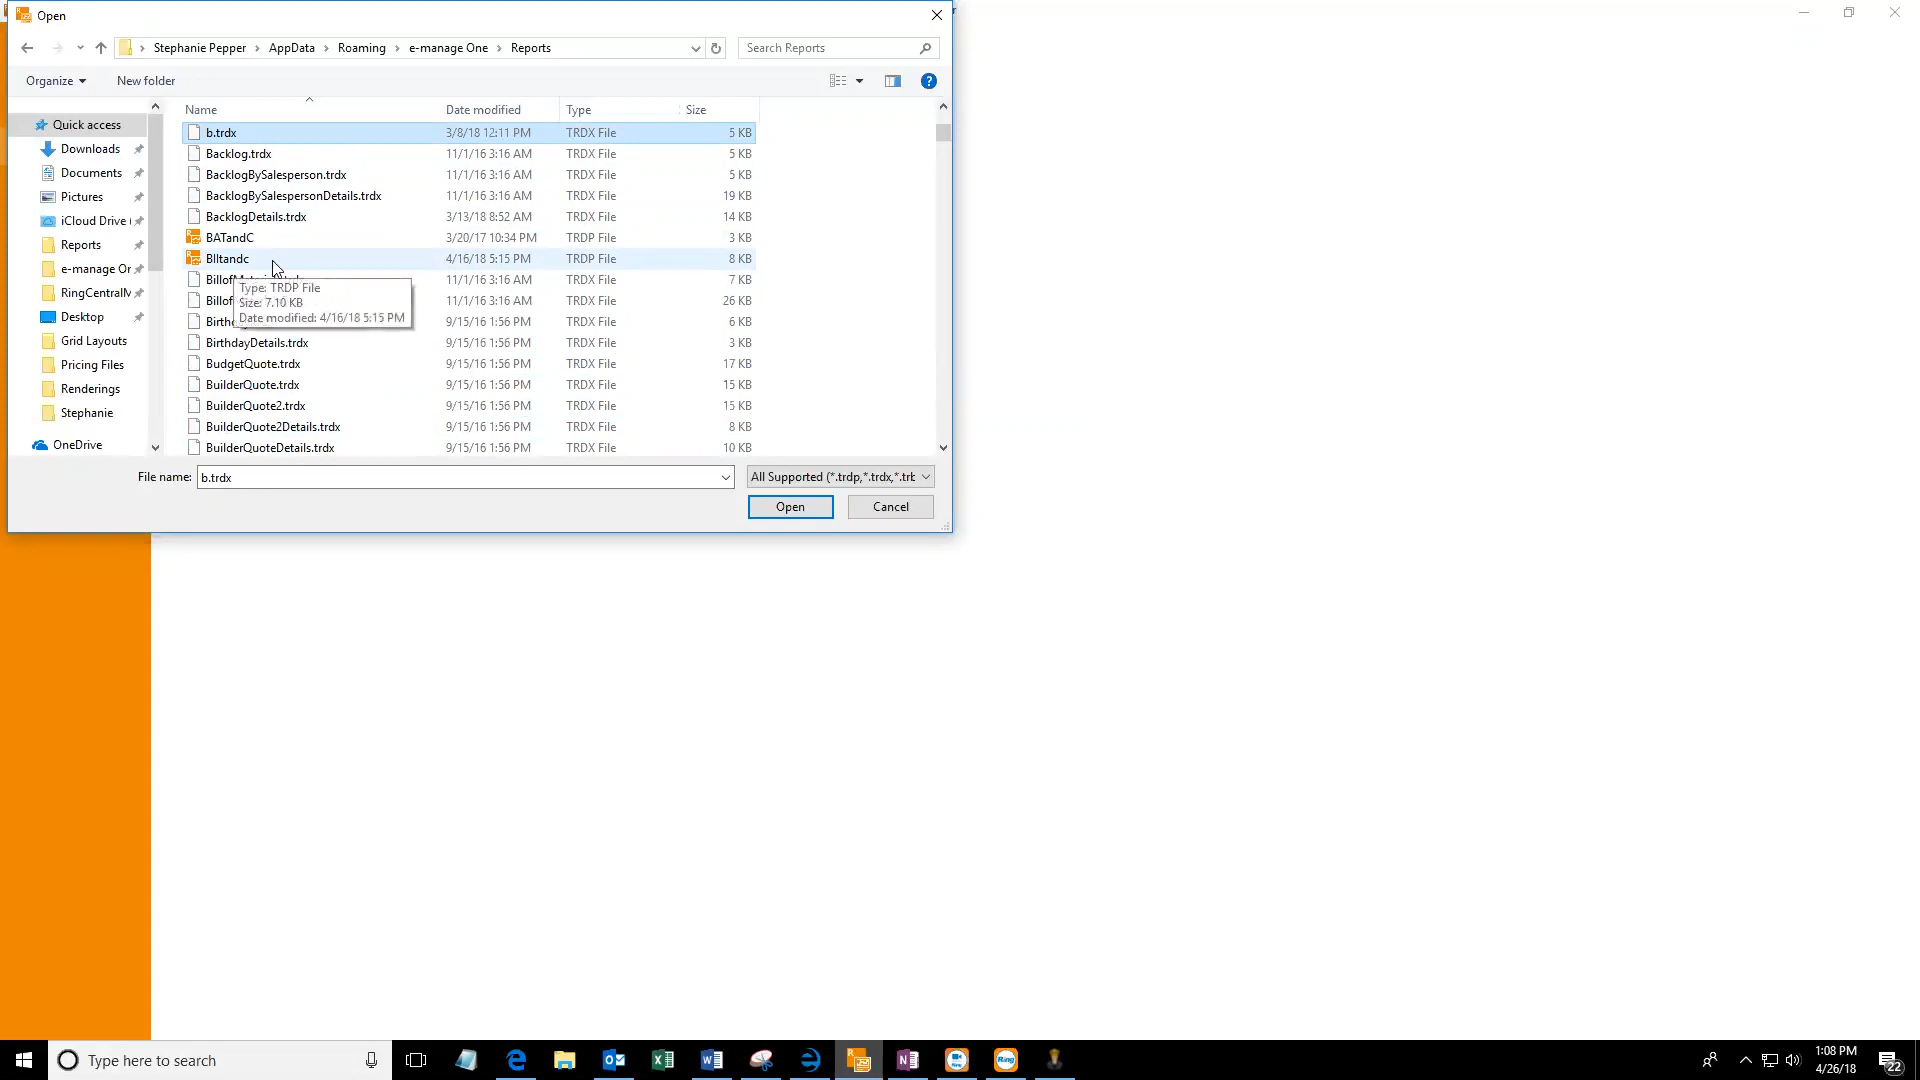 Open
Stephanie Pepper > AppData > Roaming > e-manage One > Reports
Search Reports
Organize
New folder
Name
Date modified
Type
Size
Quick access
Downloads
Documents
Pictures
iCloud Drive
Reports
e-manage Or
RingCentralM
Desktop
Grid Layouts
Pricing Files
Renderings
Stephanie
OneDrive
b.trdx 3/8/18 12:11 PM TRDX File 5 KB
Backlog.trdx 11/1/16 3:16 AM TRDX File 5 KB
BacklogBySalesperson.trdx 11/1/16 3:16 AM TRDX File 5 KB
BacklogBySalespersonDetails.trdx 11/1/16 3:16 AM TRDX File 19 KB
BacklogDetails.trdx 3/13/18 8:52 AM TRDX File 14 KB
BATandC 3/20/17 10:34 PM TRDP File 3 KB
BIltandc 4/16/18 5:15 PM TRDP File 8 KB
11/1/16 3:16 AM TRDX File 7 KB
Billof 11/1/16 3:16 AM TRDX File 26 KB
Birth 9/15/16 1:56 PM TRDX File 6 KB
BirthdayDetails.trdx 9/15/16 1:56 PM TRDX File 3 KB
BudgetQuote.trdx 9/15/16 1:56 PM TRDX File 17 KB
BuilderQuote.trdx 9/15/16 1:56 PM TRDX File 15 KB
BuilderQuote2.trdx 9/15/16 1:56 PM TRDX File 15 KB
BuilderQuote2Details.trdx 9/15/16 1:56 PM TRDX File 8 KB
BuilderQuoteDetails.trdx 9/15/16 1:56 PM TRDX File 10 KB
Type: TRDP File
Size: 7.10 KB
Date modified: 4/16/18 5:15 PM
File name: b.trdx
All Supported (*.trdp,*.trdx,*.trb
Open
Cancel
Type here to search
Ring
1:08 PM
4/26/18
22